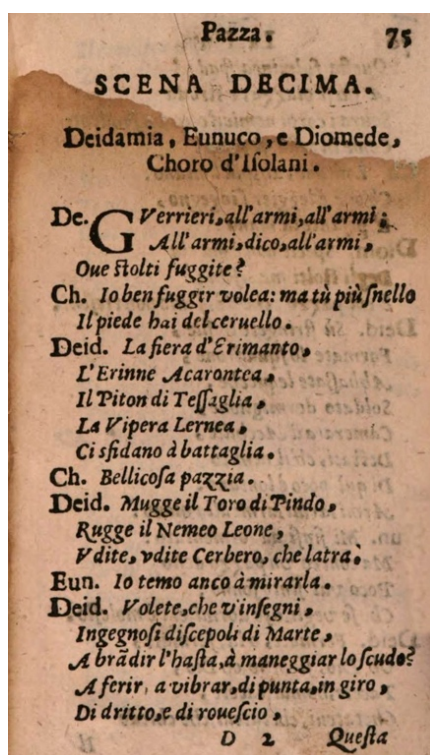 Pazza. 75
SCENA DECIMA.
Deidamia, Eunuco, e Diomede,
Choro d'Iſolani.
De. GVerrieri, all'armi, all'armi;
All'armi, dico, all'armi,
Oue ſtolti fuggite?
Ch. Io ben fuggir volea: ma tù più ſnello
Il piede hai del ceruello.
Deid. La fiera d'Erimanto,
L'Erinne Acarontea,
Il Piton di Teſſaglia,
La Vipera Lernea,
Ci sfidano à battaglia.
Ch. Bellicoſa pazzia.
Deid. Mugge il Toro di Pindo,
Rugge il Nemeo Leone,
Vdite, vdite Cerbero, che latra.
Eun. Io temo anco à mirarla.
Deid. Volete, che v'inſegni,
Ingegnoſi diſcepoli di Marte,
A brãdir l'haſta, à maneggiar lo ſcudo?
A ferir, a vibrar, di punta, in giro,
Di dritto, e di roueſcio,
D 2 Queſta